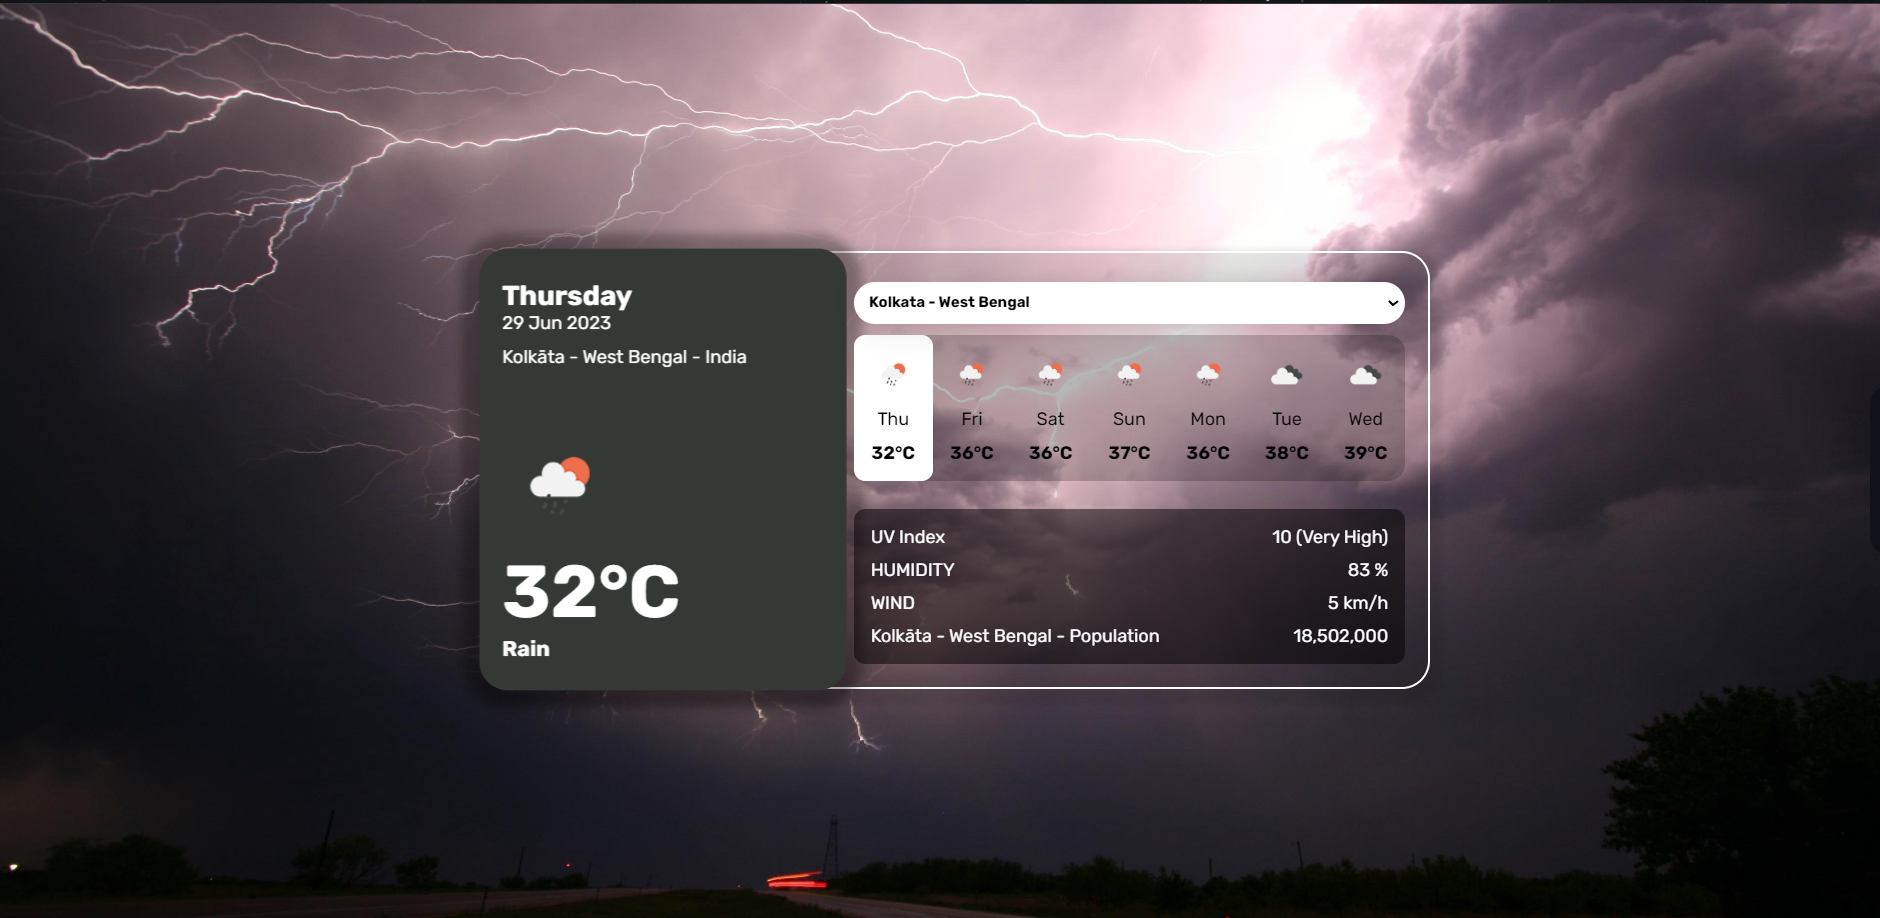 Thursday
29 Jun 2023
Kolkāta - West Bengal - India
32°C
Rain
Kolkata - West Bengal
Thu Fri Sat Sun Mon Tue Wed
32°C 36°C 36°C 37°C 36°C 38°C 39°C
UV Index 10 (Very High)
HUMIDITY 83 %
WIND 5 km/h
Kolkāta - West Bengal - Population 18,502,000